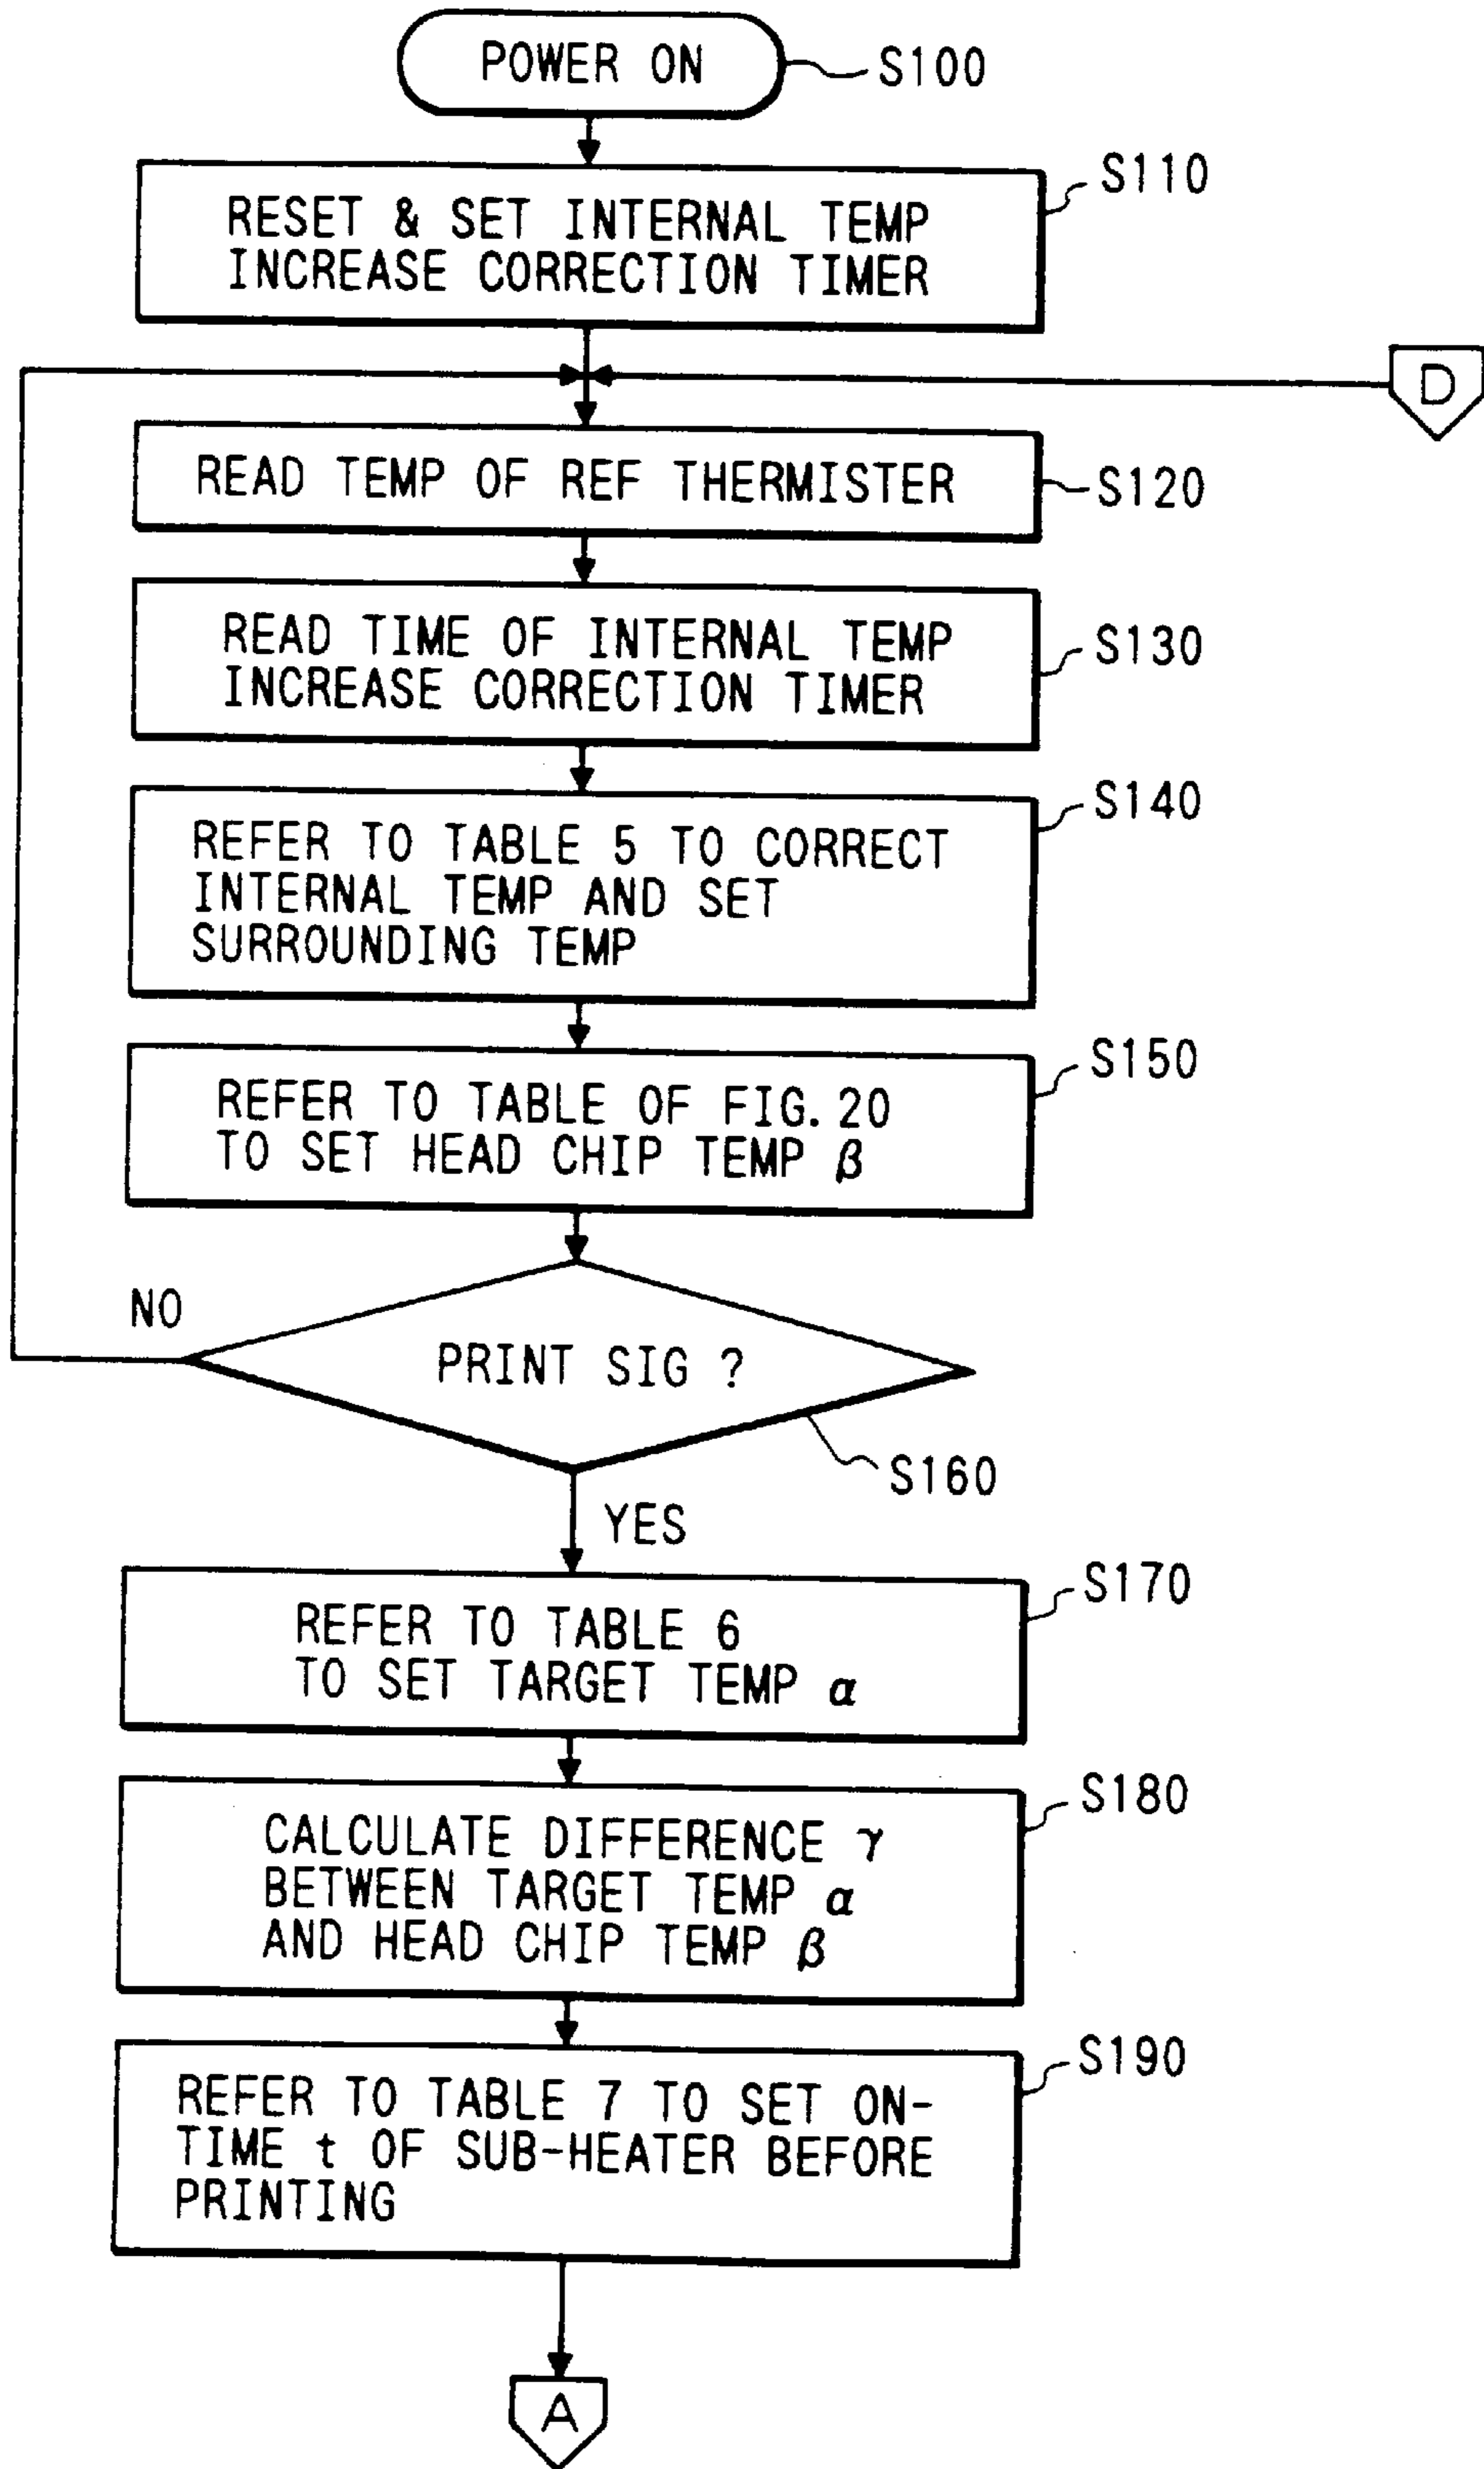 POWER ON
S100
S110
RESET & SET INTERNAL TEMP
INCREASE CORRECTION TIMER
D
READ TEMP OF REF THERMISTER
S120
READ TIME OF INTERNAL TEMP
INCREASE CORRECTION TIMER
S130
S140
REFER TO TABLE 5 TO CORRECT
INTERNAL TEMP AND SET
SURROUNDING TEMP
S150
REFER TO TABLE OF FIG. 20
TO SET HEAD CHIP TEMP β
NO
PRINT SIG ?
S160
YES
S170
REFER TO TABLE 6
TO SET TARGET TEMP α
S180
CALCULATE DIFFERENCE γ
BETWEEN TARGET TEMP α
AND HEAD CHIP TEMP β
S190
REFER TO TABLE 7 TO SET ON-
TIME t OF SUB-HEATER BEFORE
PRINTING
A